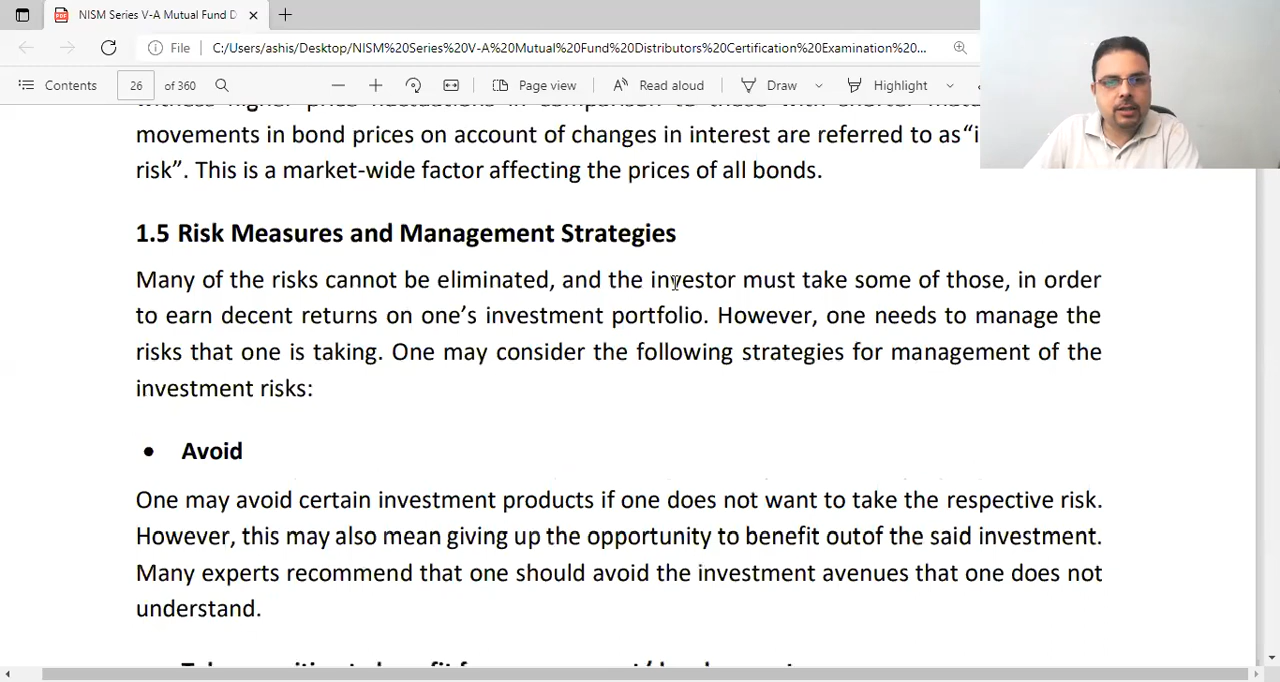 NISM Series V-A Mutual Fund D
File C:/Users/ashis/Desktop/NISM%20Series%20V-A%20Mutual%20Fund%20Distributors%20Certification%20Examination%20...
Contents 26 of 360 Page view Read aloud Draw Highlight
movements in bond prices on account of changes in interest are referred to as“i
risk”. This is a market-wide factor affecting the prices of all bonds.
1.5 Risk Measures and Management Strategies
Many of the risks cannot be eliminated, and the investor must take some of those, in order
to earn decent returns on one’s investment portfolio. However, one needs to manage the
risks that one is taking. One may consider the following strategies for management of the
investment risks:
• Avoid
One may avoid certain investment products if one does not want to take the respective risk.
However, this may also mean giving up the opportunity to benefit outof the said investment.
Many experts recommend that one should avoid the investment avenues that one does not
understand.